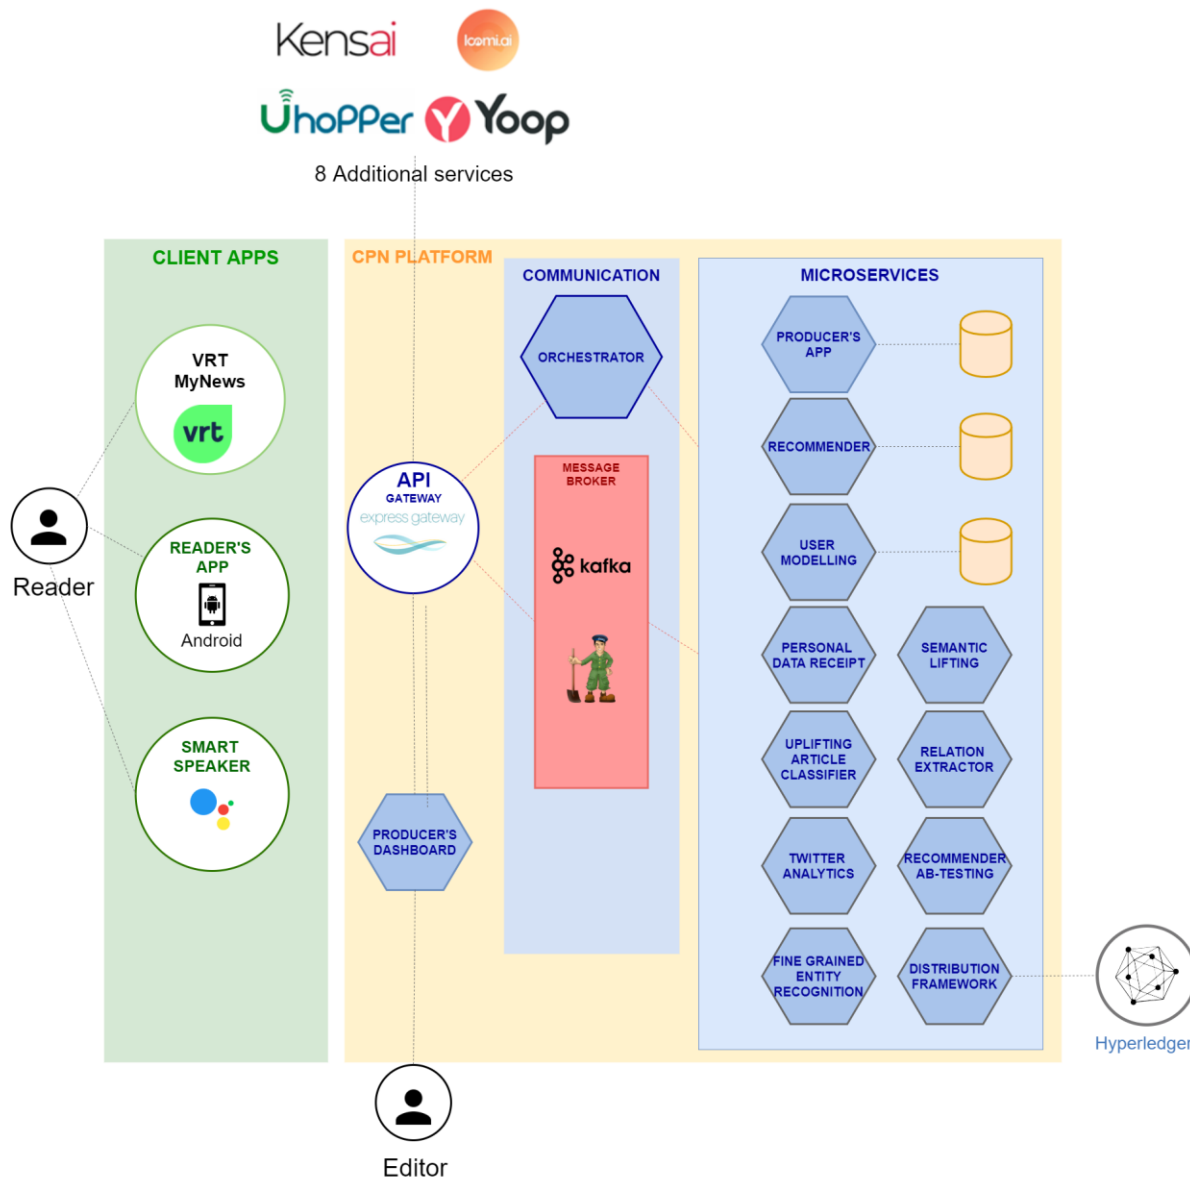 Kensai
loomi.ai
UhoPPer
Yoop
8 Additional services
CLIENT APPS
VRT
MyNews
vrt
READER'S
APP
Android
SMART
SPEAKER
Reader
CPN PLATFORM
API
GATEWAY
express gateway
PRODUCER'S
DASHBOARD
Editor
COMMUNICATION
ORCHESTRATOR
MESSAGE
BROKER
kafka
MICROSERVICES
PRODUCER'S
APP
RECOMMENDER
USER
MODELLING
PERSONAL
DATA RECEIPT
SEMANTIC
LIFTING
UPLIFTING
ARTICLE
CLASSIFIER
RELATION
EXTRACTOR
TWITTER
ANALYTICS
RECOMMENDER
AB-TESTING
FINE GRAINED
ENTITY
RECOGNITION
DISTRIBUTION
FRAMEWORK
Hyperledger